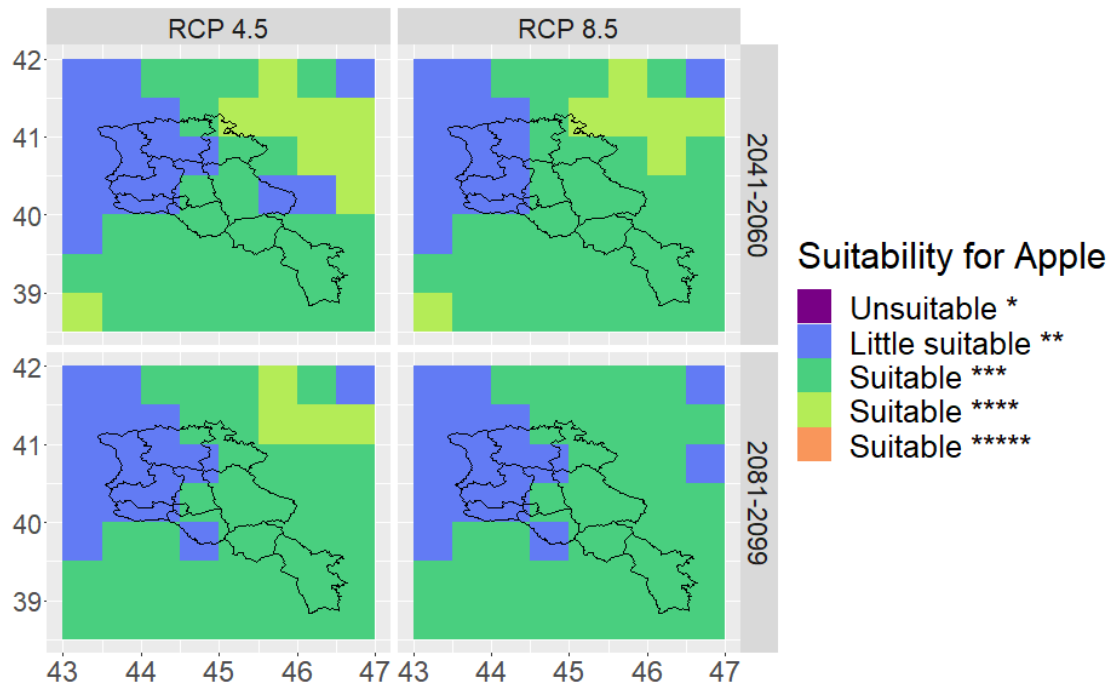 RCP 4.5
RCP 8.5
42
41
40
39
2041-2060
42
41
40
39
2081-2099
43 44 45 46 47
43 44 45 46 47
Suitability for Apple
Unsuitable *
Little suitable **
Suitable ***
Suitable ****
Suitable *****